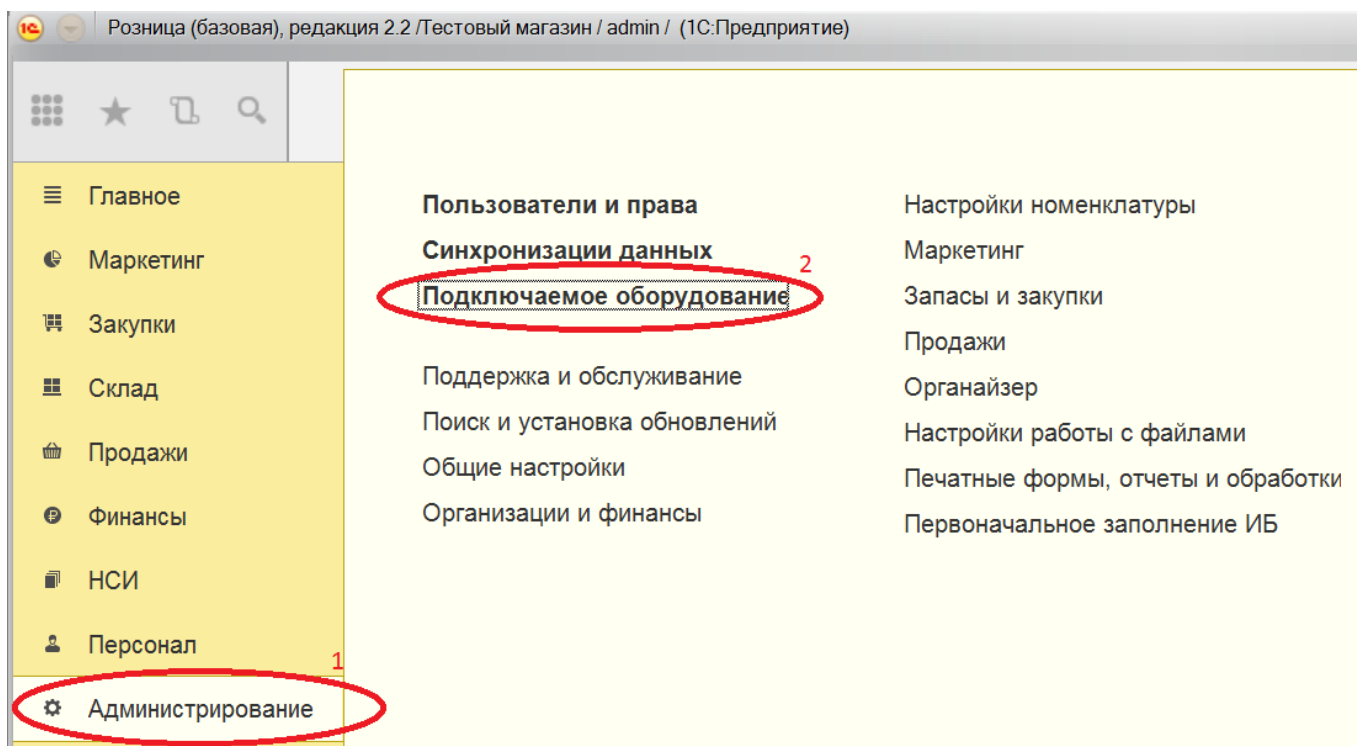 1С Розница (базовая), редакция 2.2 /Тестовый магазин / admin / (1С:Предприятие)
Главное
Маркетинг
Закупки
Склад
Продажи
Финансы
НСИ
Персонал
1
Администрирование
Пользователи и права
Синхронизации данных
2
Подключаемое оборудование
Поддержка и обслуживание
Поиск и установка обновлений
Общие настройки
Организации и финансы
Настройки номенклатуры
Маркетинг
Запасы и закупки
Продажи
Органайзер
Настройки работы с файлами
Печатные формы, отчеты и обработки
Первоначальное заполнение ИБ